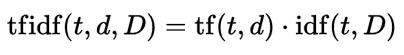 tfidf(t, d, D) = tf(t, d) · idf(t, D)